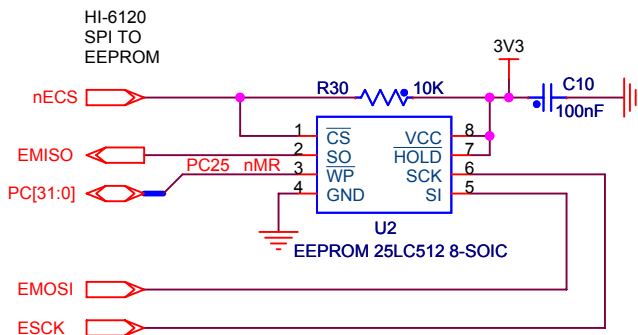 HI-6120
SPI TO
EEPROM
3V3
nECS
R30
10K
C10
100nF
1
CS
VCC
8
EMISO
2
SO
HOLD
7
PC25 nMR
3
WP
SCK
6
PC[31:0]
4
GND
SI
5
U2
EEPROM 25LC512 8-SOIC
EMOSI
ESCK